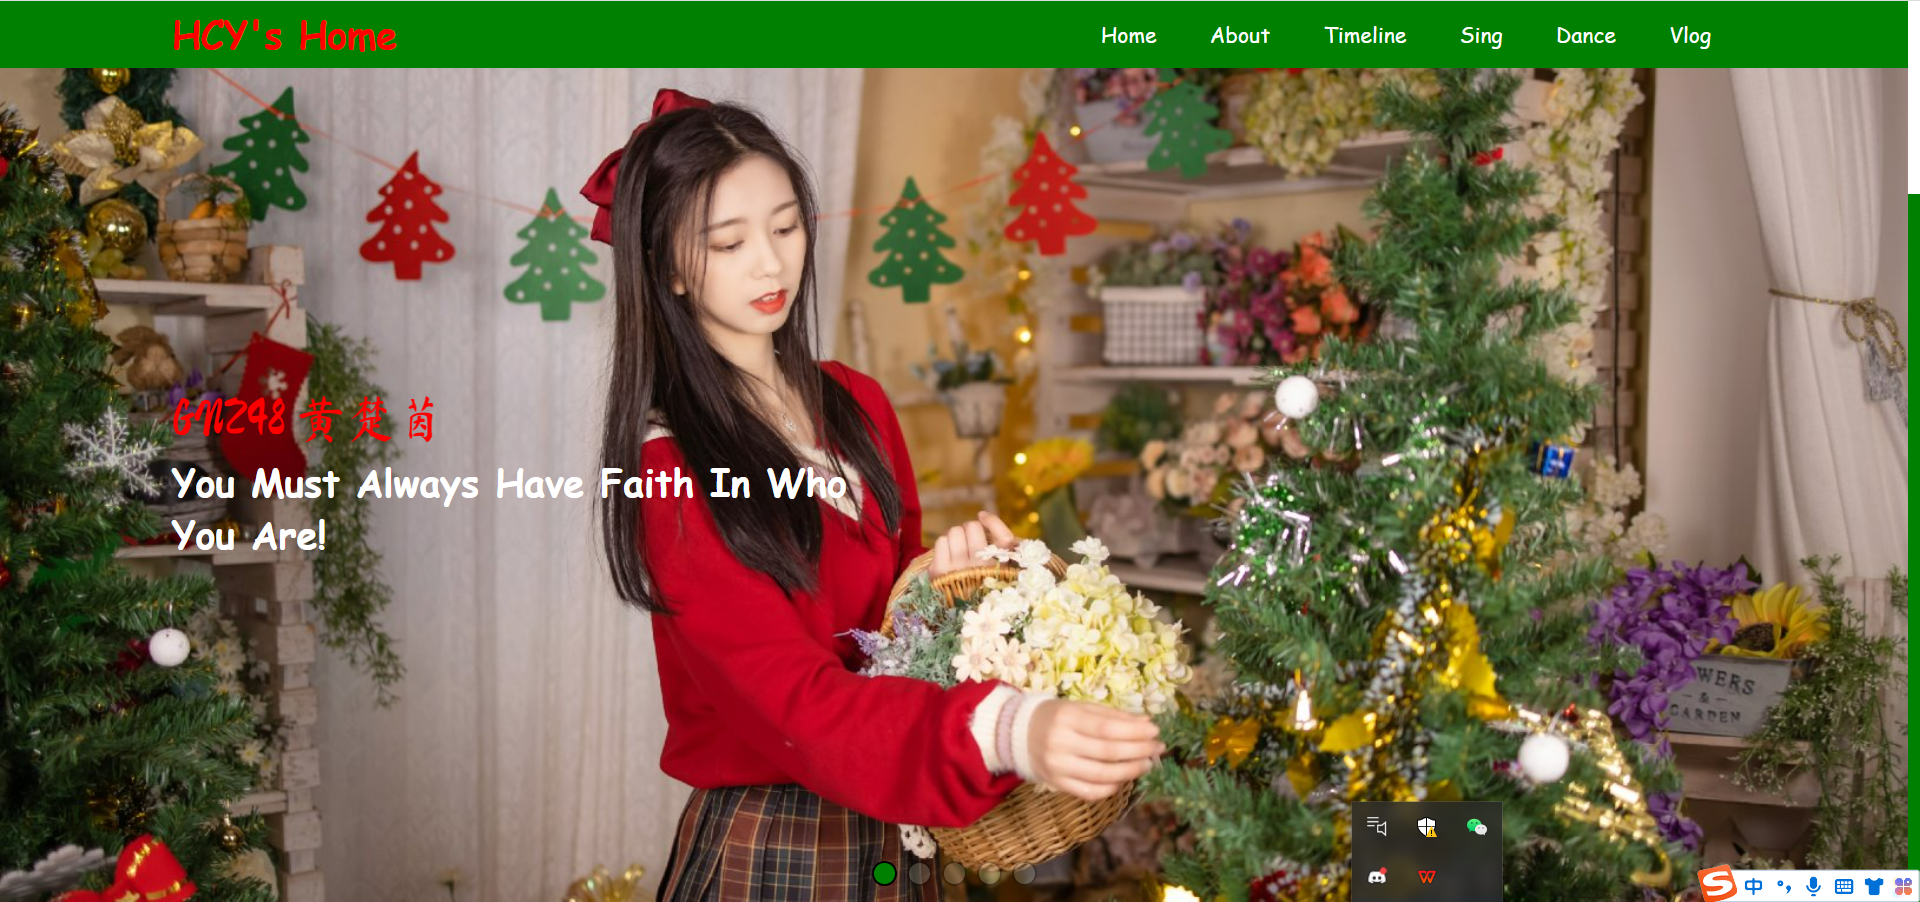 HCY's Home
Home About Timeline Sing Dance Vlog
GNZ48 黄楚茵
You Must Always Have Faith In Who
You Are!
WERS
&
GARDEN
中